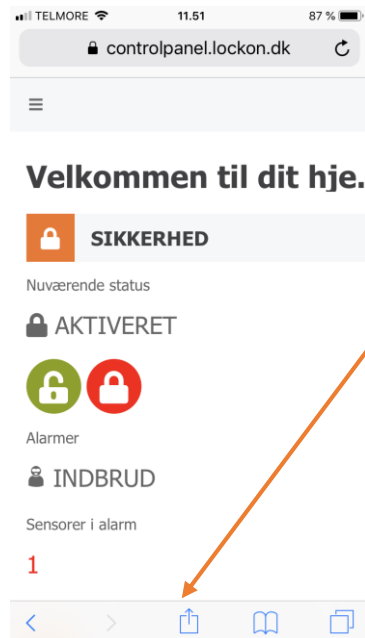 TELMORE 11.51 87 %
controlpanel.lockon.dk
Velkommen til dit hje.
SIKKERHED
Nuværende status
AKTIVERET
Alarmer
INDBRUD
Sensorer i alarm
1